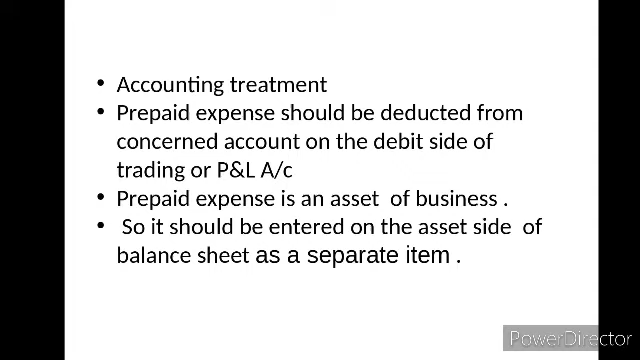 • Accounting treatment
• Prepaid expense should be deducted from
concerned account on the debit side of
trading or P&L A/c
• Prepaid expense is an asset  of business .
•  So it should be entered on the asset side  of
balance sheet as a separate item .
PowerDirector